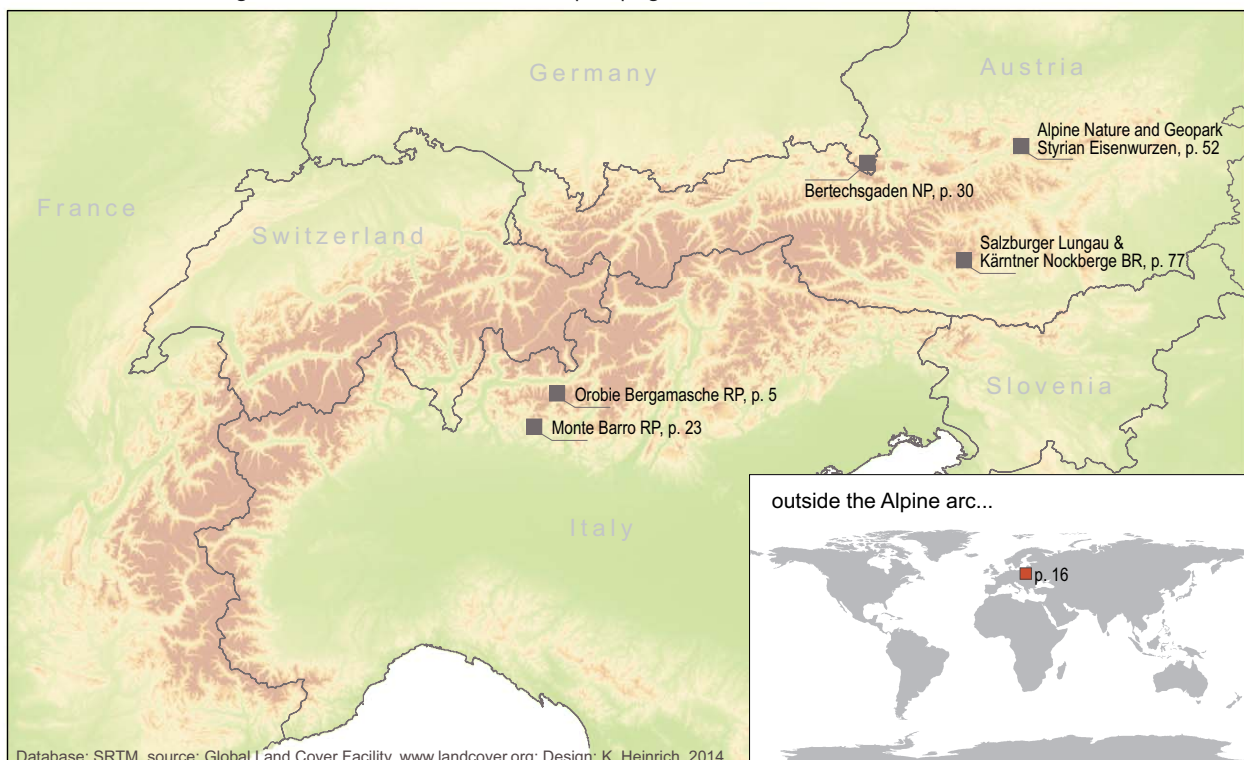 Germany
Austria
Alpine Nature and Geopark
Styrian Eisenwurzen, p. 52
Bertechsgaden NP, p. 30
France
Switzerland
Salzburger Lungau &
Kärntner Nockberge BR, p. 77
Slovenia
Orobie Bergamasche RP, p. 5
Monte Barro RP, p. 23
Italy
outside the Alpine arc...
p. 16
Database: SRTM, source: Global Land Cover Facility, www.landcover.org; Design: K. Heinrich, 2014